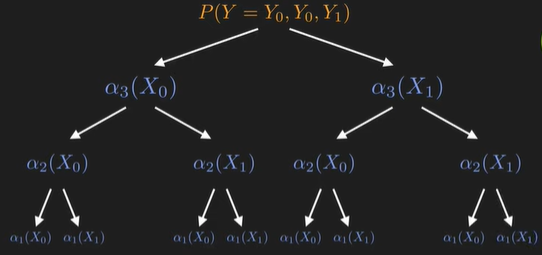 P(Y = Y₀, Y₀, Y₁)
α₃(X₀) α₃(X₁)
α₂(X₀) α₂(X₁) α₂(X₀) α₂(X₁)
α₁(X₀) α₁(X₁) α₁(X₀) α₁(X₁) α₁(X₀) α₁(X₁) α₁(X₀) α₁(X₁)